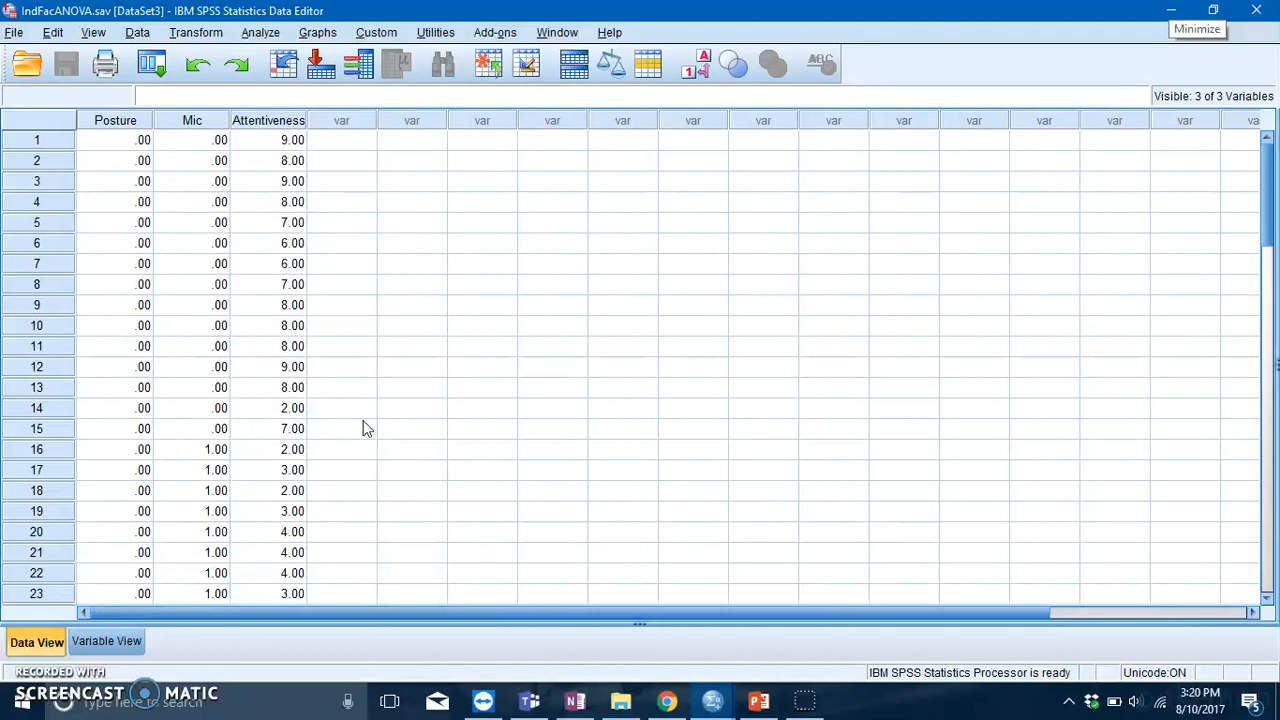 IndFacANOVA.sav [DataSet3] - IBM SPSS Statistics Data Editor
File Edit View Data Transform Analyze Graphs Custom Utilities Add-ons Window Help
Minimize
A
1
ABC
Visible: 3 of 3 Variables
Posture Mic Attentiveness var var var var var var var var var var var var var va
1 .00 .00 9.00
2 .00 .00 8.00
3 .00 .00 9.00
4 .00 .00 8.00
5 .00 .00 7.00
6 .00 .00 6.00
7 .00 .00 6.00
8 .00 .00 7.00
9 .00 .00 8.00
10 .00 .00 8.00
11 .00 .00 8.00
12 .00 .00 9.00
13 .00 .00 8.00
14 .00 .00 2.00
15 .00 .00 7.00
16 .00 1.00 2.00
17 .00 1.00 3.00
18 .00 1.00 2.00
19 .00 1.00 3.00
20 .00 1.00 4.00
21 .00 1.00 4.00
22 .00 1.00 4.00
23 .00 1.00 3.00
Data View Variable View
IBM SPSS Statistics Processor is ready Unicode:ON
RECORDED WITH
SCREENCAST MATIC
Type here to search
3:20 PM
8/10/2017
5